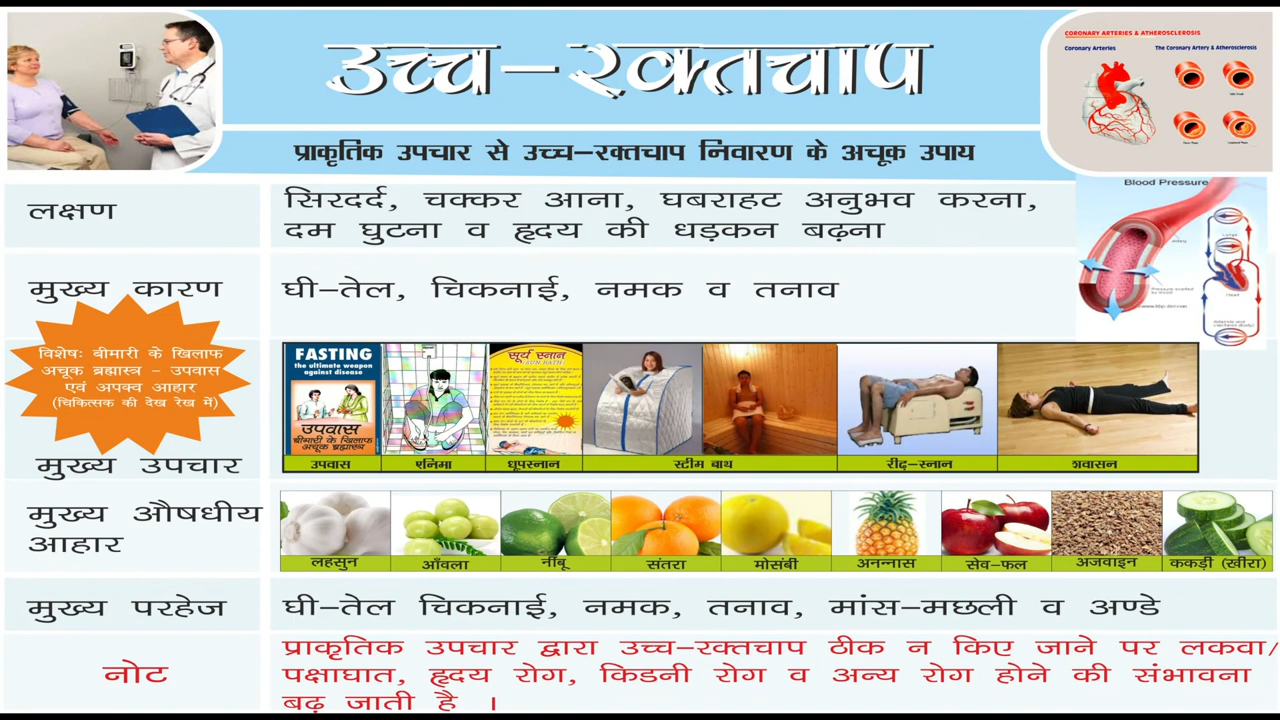 उच्च-रक्तचाप
CORONARY ARTERIES & ATHEROSCLEROSIS
Coronary Arteries
The Coronary Artery & Atherosclerosis
प्राकृतिक उपचार से उच्च-रक्तचाप निवारण के अचूक उपाय
लक्षण
सिरदर्द, चक्कर आना, घबराहट अनुभव करना,
दम घुटना व हृदय की धड़कन बढ़ना
Blood Pressure
Heart
मुख्य कारण
घी-तेल, चिकनाई, नमक व तनाव
विशेषः बीमारी के खिलाफ
अचूक ब्रह्मास्त्र - उपवास
एवं अपक्व आहार
(चिकित्सक की देख रेख में)
मुख्य उपचार
FASTING
the ultimate weapon
against disease
उपवास
बीमारी के खिलाफ
अचूक ब्रह्मास्त्र
सूर्य स्नान
(SUN BATH)
उपवास
एनिमा
धूपस्नान
स्टीम बाथ
रीढ़-स्नान
शवासन
मुख्य औषधीय
आहार
लहसुन
आँवला
नींबू
संतरा
मोसंबी
अनन्नास
सेव-फल
अजवाइन
ककड़ी (खीरा)
मुख्य परहेज
घी-तेल चिकनाई, नमक, तनाव, मांस-मछली व अण्डे
नोट
प्राकृतिक उपचार द्वारा उच्च-रक्तचाप ठीक न किए जाने पर लकवा/
पक्षाघात, हृदय रोग, किडनी रोग व अन्य रोग होने की संभावना
बढ़ जाती है ।